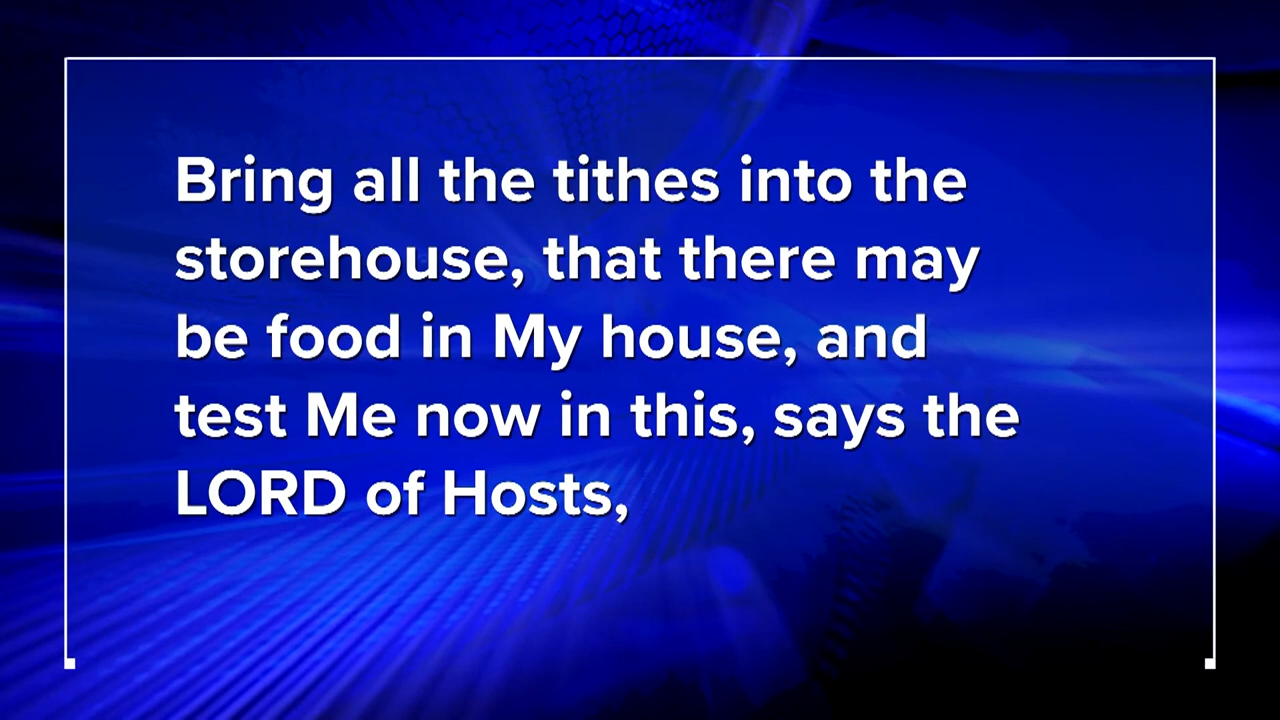 Bring all the tithes into the
storehouse, that there may
be food in My house, and
test Me now in this, says the
LORD of Hosts,